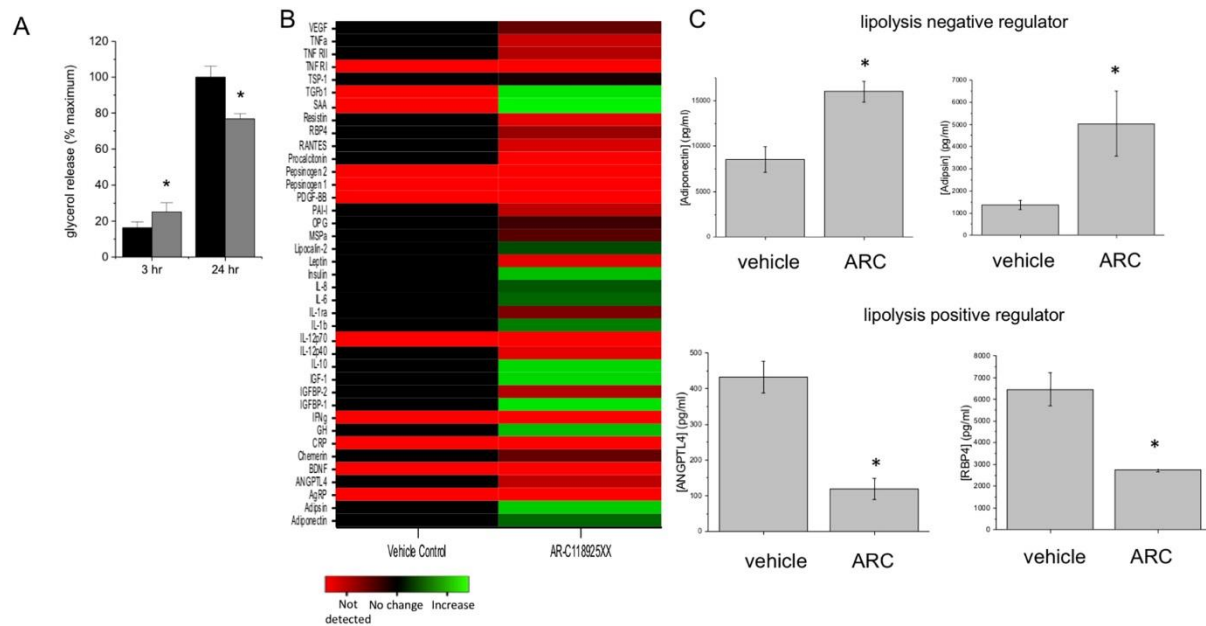 A
glycerol release (% maximum)
120
100
80
60
40
20
0
*
*
3 hr
24 hr
B
VEGF
TNFa
TNF RII
TNF RI
TSP-1
TGFb1
SAA
Resistin
RBP4
RANTES
Procalcitonin
Pepsinogen 2
Pepsinogen 1
PDGF-BB
PAI-I
OPG
MSPa
Lipocalin-2
Leptin
Insulin
IL-8
IL-6
IL-1ra
IL-1b
IL-12p70
IL-12p40
IL-10
IGF-1
IGFBP-2
IGFBP-1
IFNg
GH
CRP
Chemerin
BDNF
ANGPTL4
AgRP
Adipsin
Adiponectin
Vehicle Control
AR-C118925XX
Not detected
No change
Increase
C
lipolysis negative regulator
[Adiponectin] (pg/ml)
15000
10000
5000
0
*
vehicle
ARC
[Adipsin] (pg/ml)
7000
6000
5000
4000
3000
2000
1000
0
*
vehicle
ARC
lipolysis positive regulator
[ANGPTL4] (pg/ml)
500
400
300
200
100
0
*
vehicle
ARC
[RBP4] (pg/ml)
8000
7000
6000
5000
4000
3000
2000
1000
0
*
vehicle
ARC